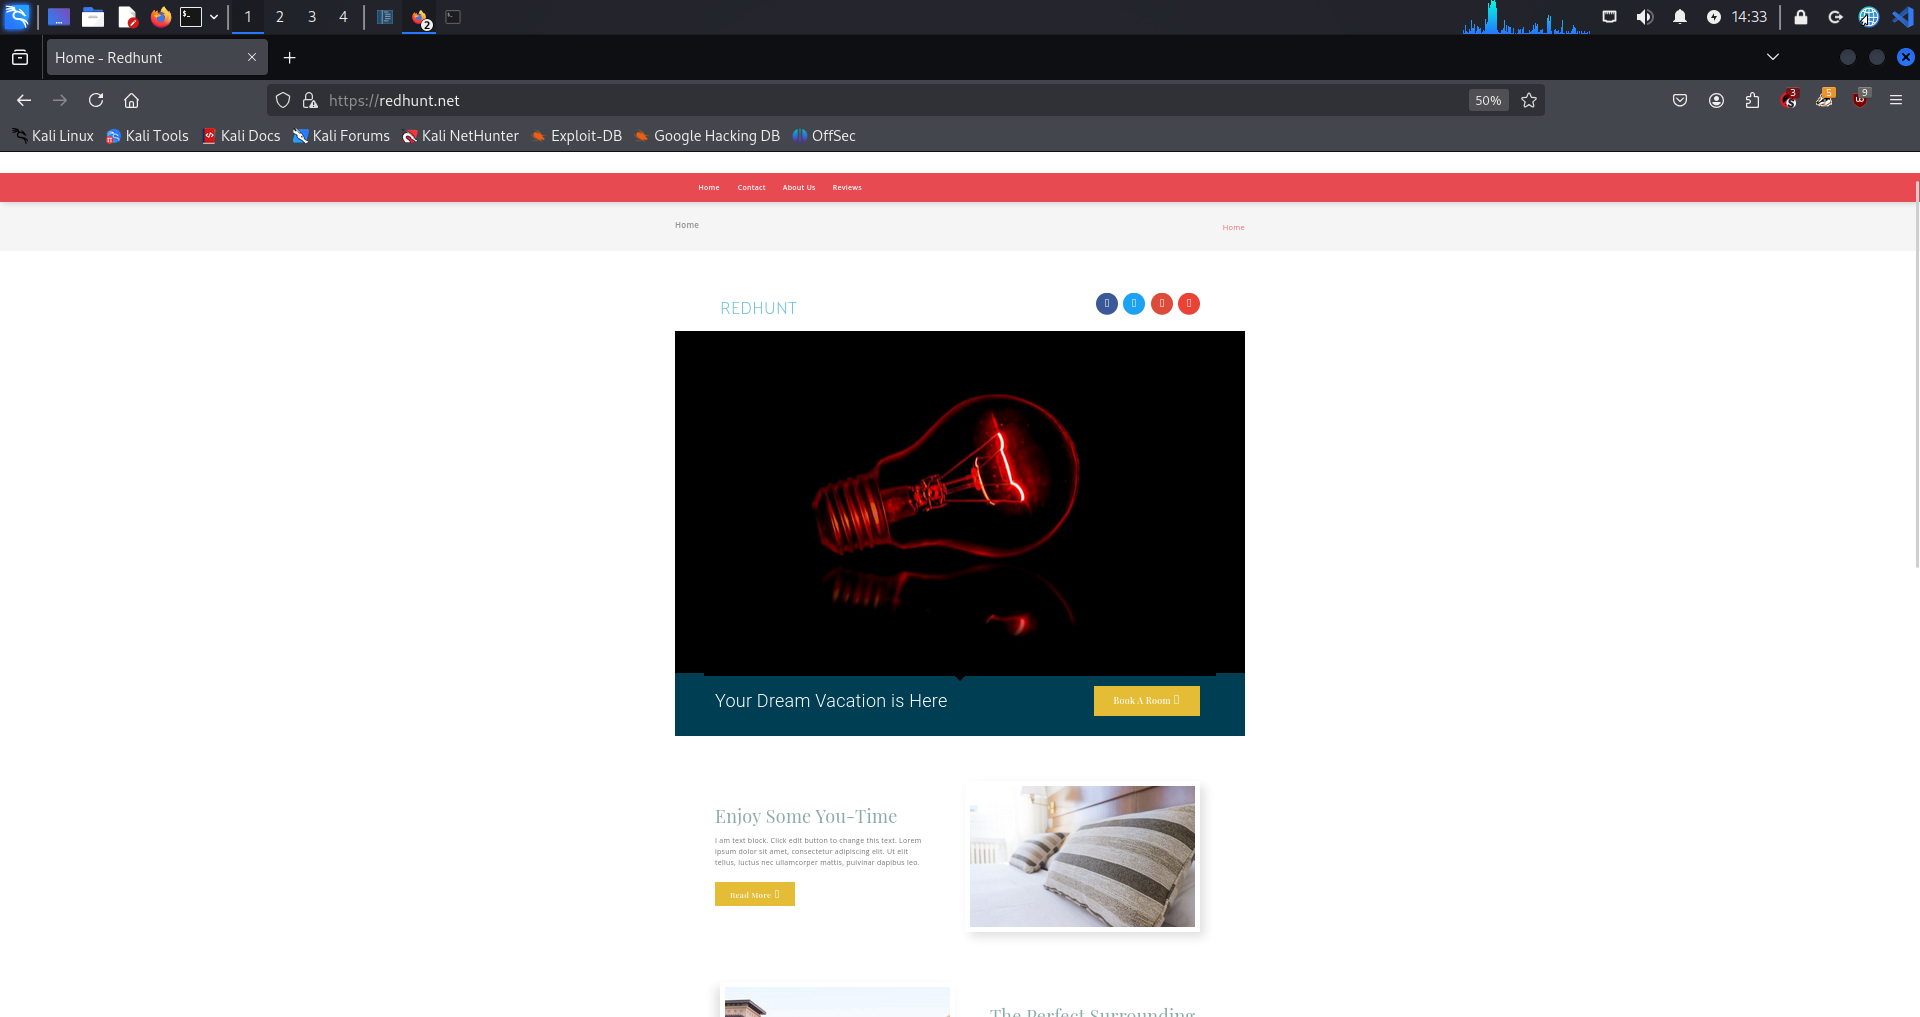 1 2 3 4 2 14:33
Home - Redhunt
https://redhunt.net 50% 3 5 9
Kali Linux Kali Tools Kali Docs Kali Forums Kali NetHunter Exploit-DB Google Hacking DB OffSec
Home Contact About Us Reviews
Home Home
REDHUNT
Your Dream Vacation is Here
Book A Room
Enjoy Some You-Time
I am text block. Click edit button to change this text. Lorem
ipsum dolor sit amet, consectetur adipiscing elit. Ut elit
tellus, luctus nec ullamcorper mattis, pulvinar dapibus leo.
Read More
The Perfect Surrounding